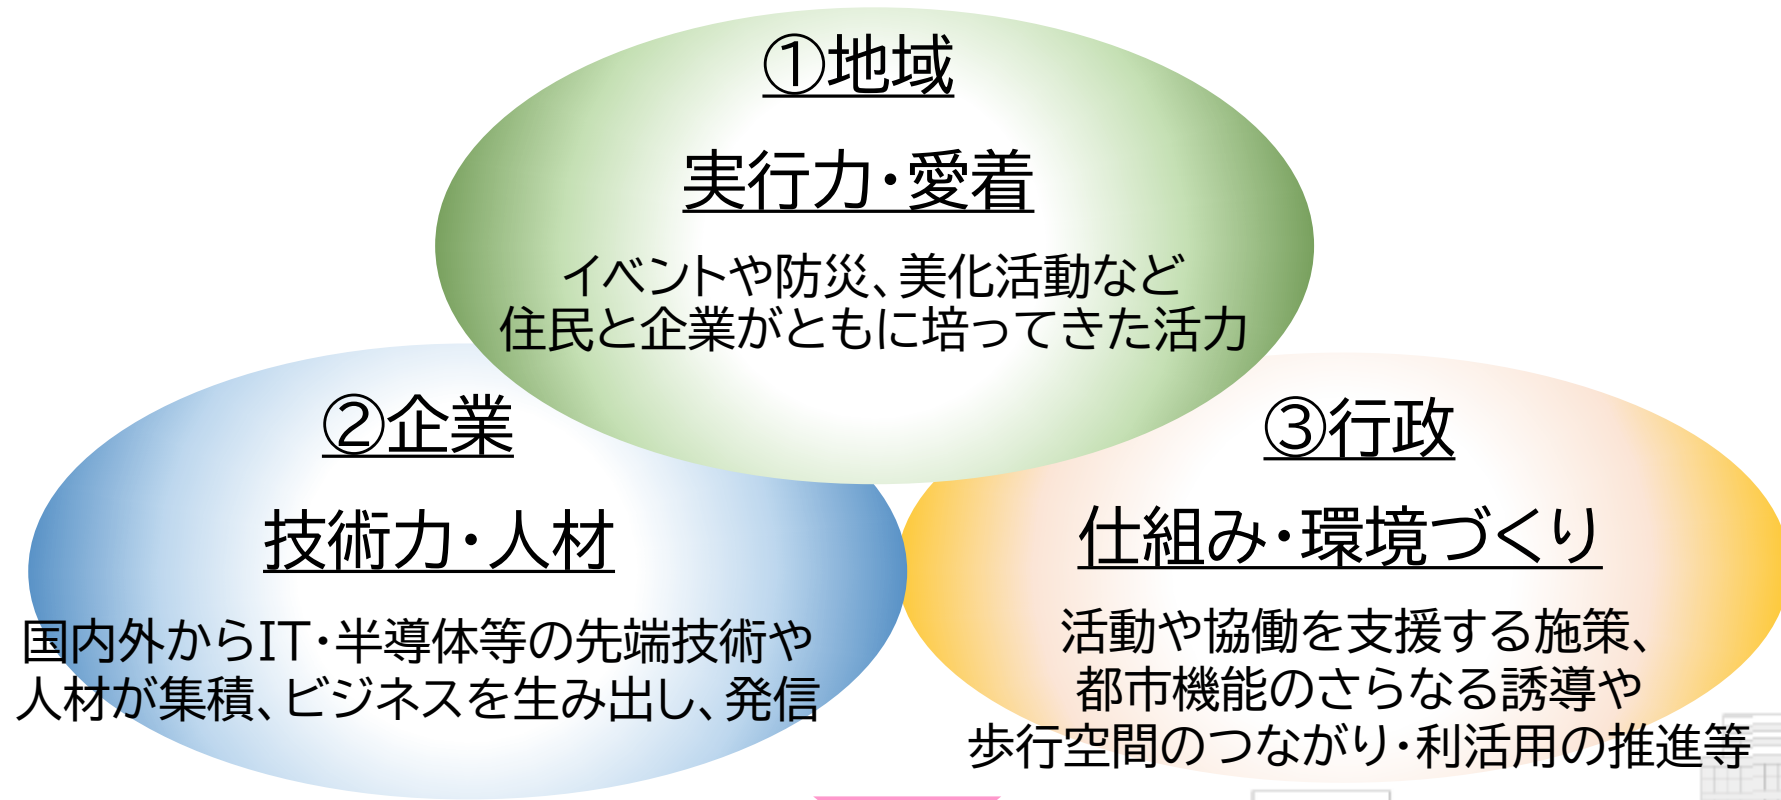 ①地域
実行力・愛着
イベントや防災、美化活動など
住民と企業がともに培ってきた活力
②企業
技術力・人材
国内外からIT・半導体等の先端技術や
人材が集積、ビジネスを生み出し、発信
③行政
仕組み・環境づくり
活動や協働を支援する施策、
都市機能のさらなる誘導や
歩行空間のつながり・利活用の推進等